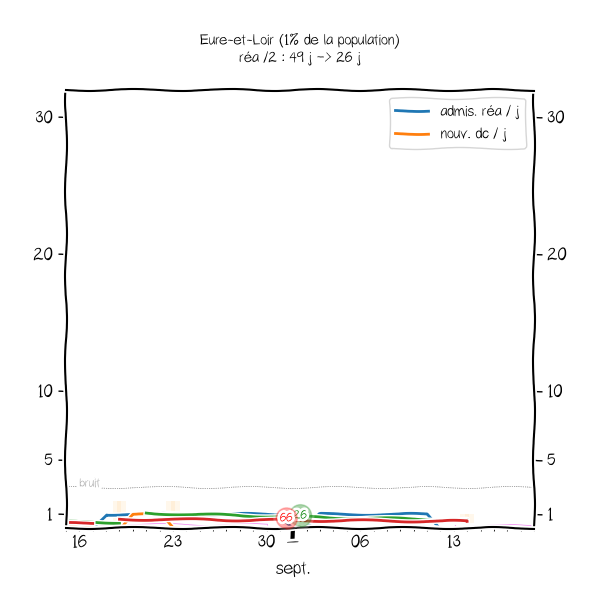 Eure-et-Loir (1% de la population)
réa /2 : 49 j -> 26 j
admis. réa / j
nouv. dc / j
30
30
20
20
10
10
5
5
bruit
1
66
26
1
16
23
30
06
13
sept.